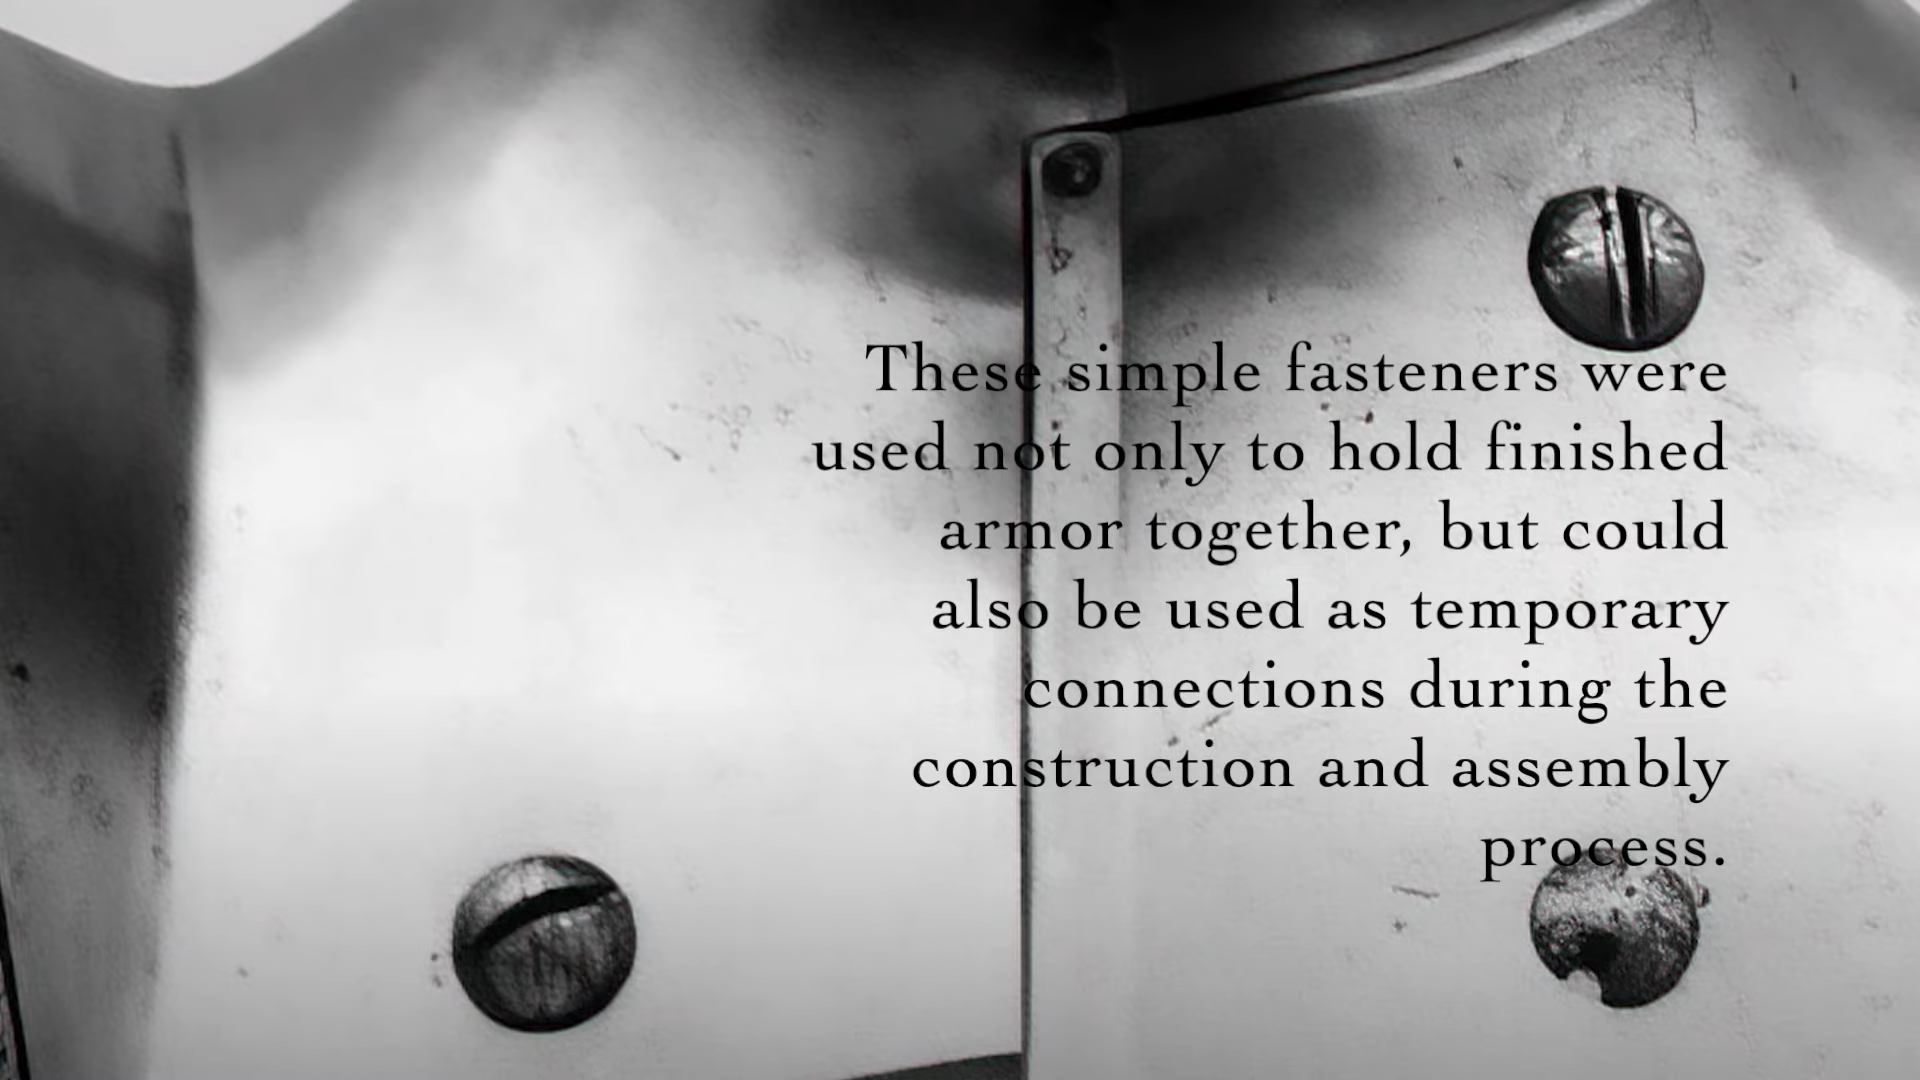 These simple fasteners were
used not only to hold finished
armor together, but could
also be used as temporary
connections during the
construction and assembly
process.